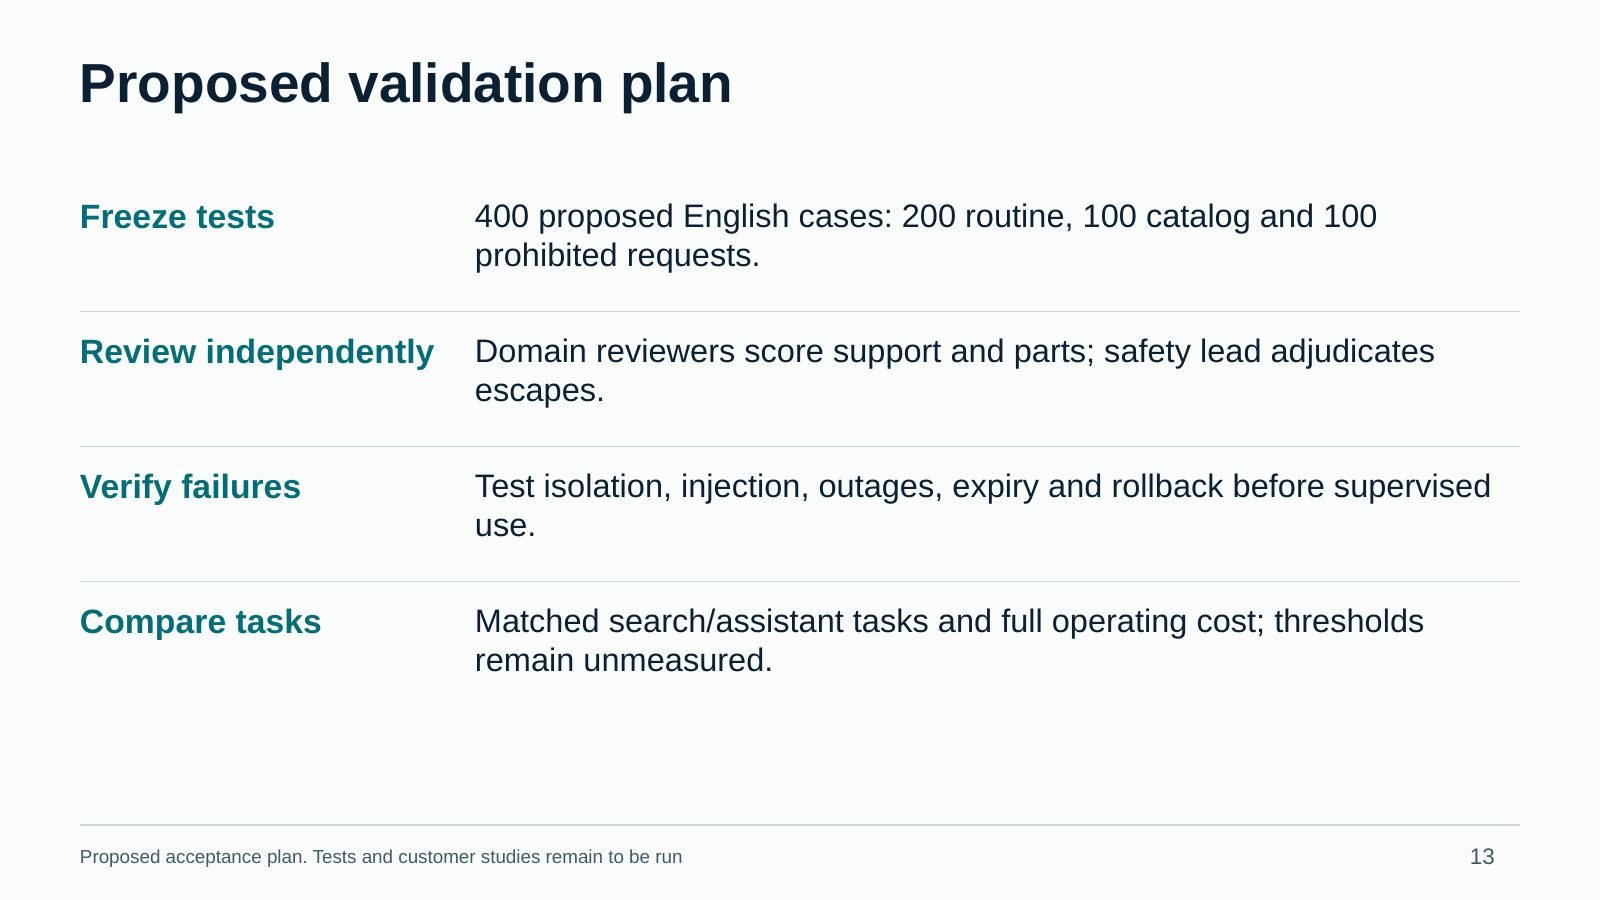 Proposed validation plan
Freeze tests
400 proposed English cases: 200 routine, 100 catalog and 100
prohibited requests.
Review independently
Domain reviewers score support and parts; safety lead adjudicates
escapes.
Verify failures
Test isolation, injection, outages, expiry and rollback before supervised
use.
Compare tasks
Matched search/assistant tasks and full operating cost; thresholds
remain unmeasured.
Proposed acceptance plan. Tests and customer studies remain to be run
13